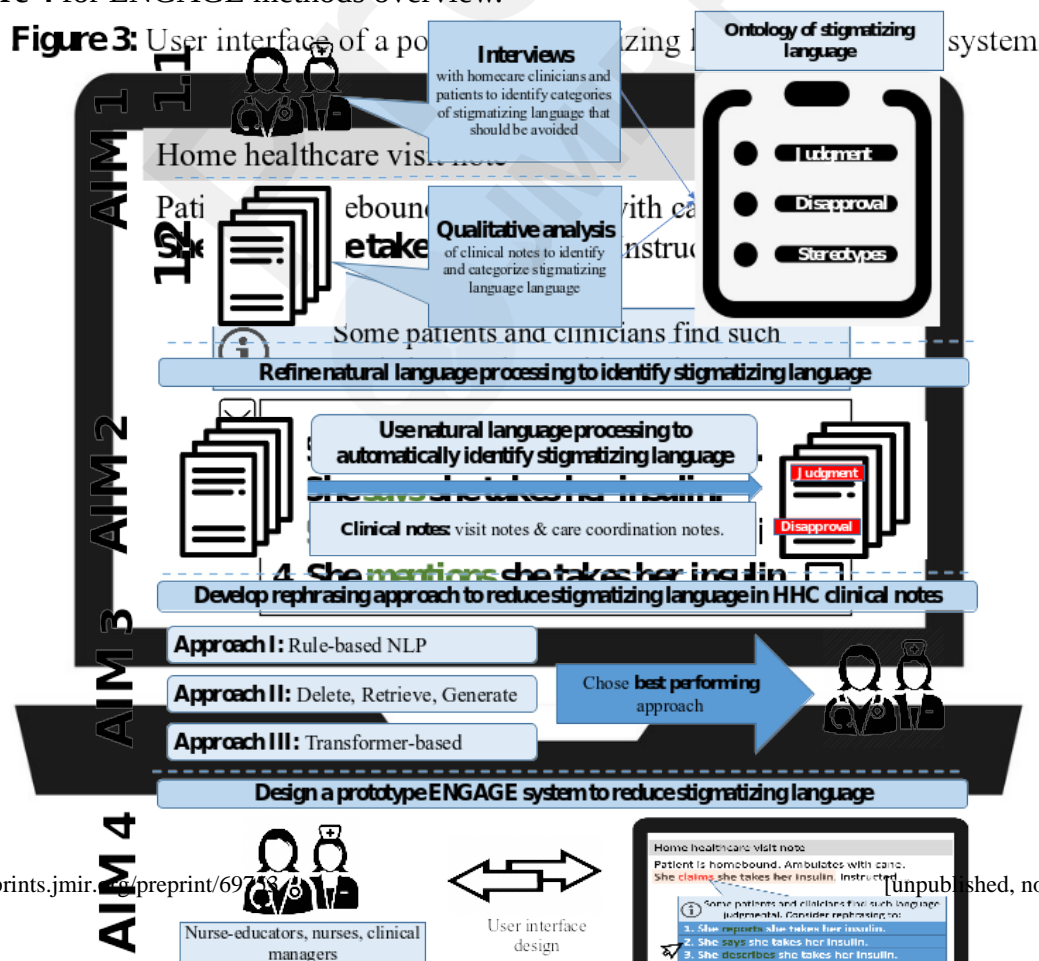 for ENGAGE methods overview.
Figure 3: User interface of a po
system
Ontology of stigmatizing
language
AIM 1
1.1
Interviews
with homecare clinicians and
patients to identify categories
of stigmatizing language that
should be avoided
Judgment
Disapproval
Stereotypes
Home healthcare visit note
1.2
Qualitative analysis
of clinical notes to identify
and categorize stigmatizing
language language
Some patients and clinicians find such
Refine natural language processing to identify stigmatizing language
AIM 2
Use natural language processing to
automatically identify stigmatizing language
She says she takes her insulin.
Clinical notes: visit notes & care coordination notes.
Judgment
Disapproval
4. She mentions she takes her insulin
Develop rephrasing approach to reduce stigmatizing language in HHC clinical notes
AIM 3
Approach I: Rule-based NLP
Approach II: Delete, Retrieve, Generate
Approach III: Transformer-based
Chose best performing
approach
Design a prototype ENGAGE system to reduce stigmatizing language
AIM 4
Nurse-educators, nurses, clinical
managers
User interface
design
Home healthcare visit note
Patient is homebound. Ambulates with cane.
She claims she takes her insulin. Instructed
Some patients and clinicians find such language
judgmental. Consider rephrasing to:
1. She reports she takes her insulin.
2. She says she takes her insulin.
3. She describes she takes her insulin.
[unpublished, no